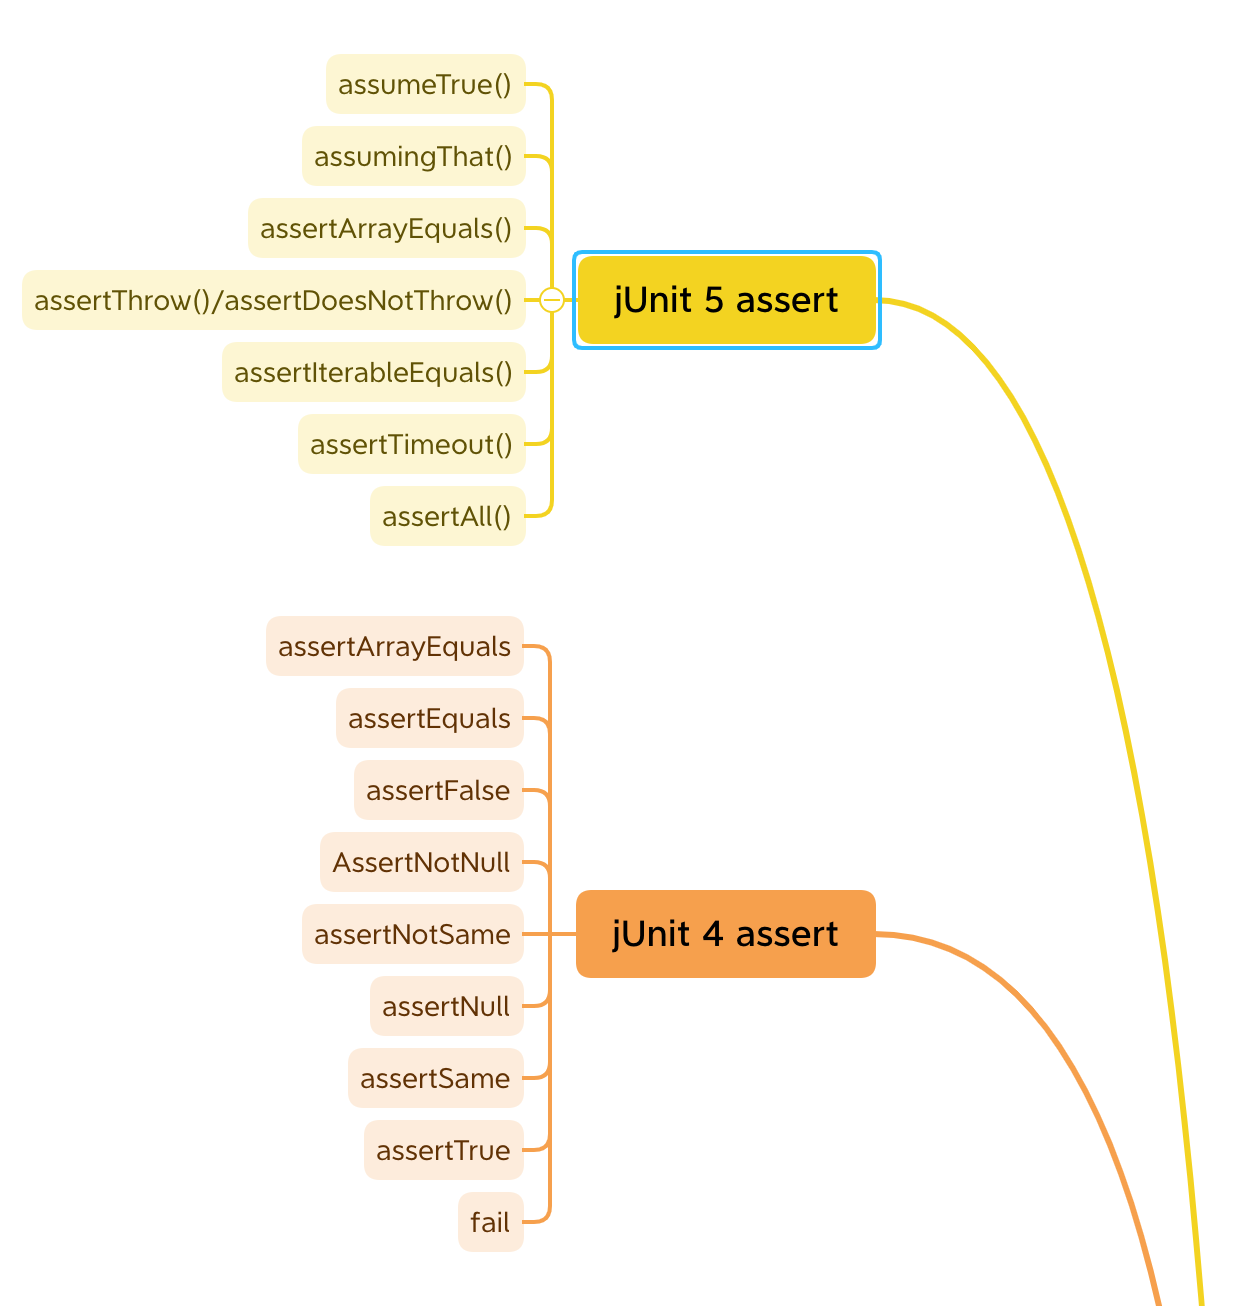 assumeTrue()
assumingThat()
assertArrayEquals()
assertThrow()/assertDoesNotThrow()
assertIterableEquals()
assertTimeout()
assertAll()
jUnit 5 assert
assertArrayEquals
assertEquals
assertFalse
AssertNotNull
assertNotSame
assertNull
assertSame
assertTrue
fail
jUnit 4 assert